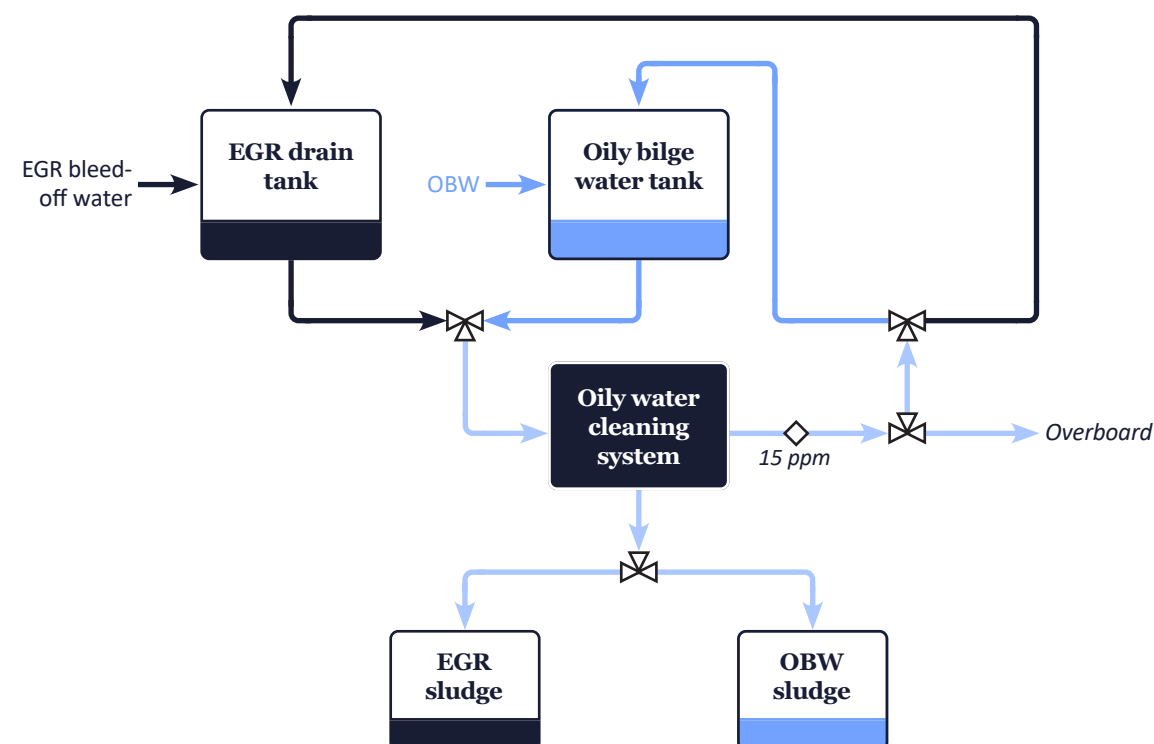 EGR drain
tank
Oily bilge
water tank
EGR bleed-
off water
OBW
Oily water
cleaning
system
15 ppm
Overboard
EGR
sludge
OBW
sludge